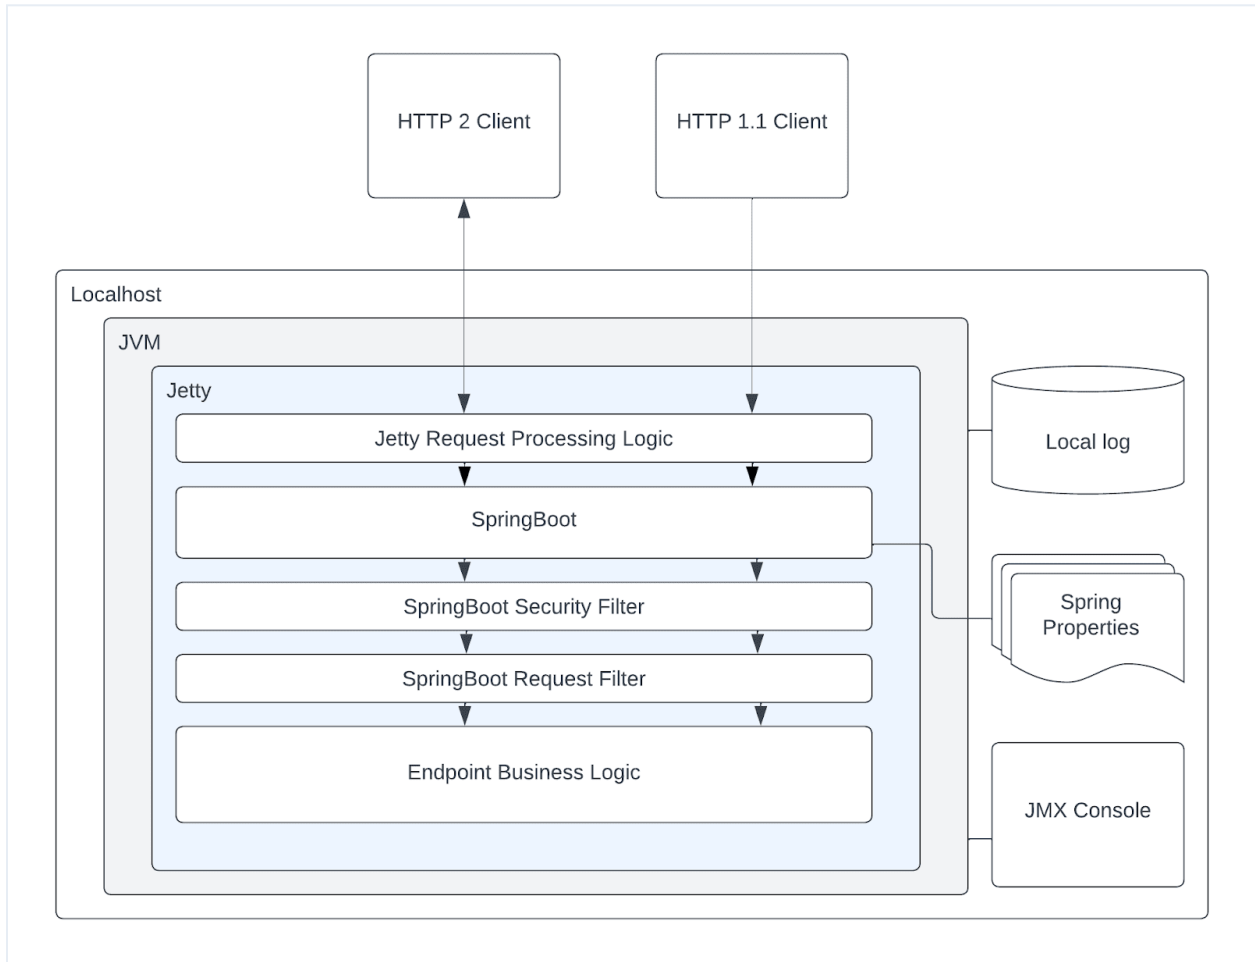 HTTP 2 Client
HTTP 1.1 Client
Localhost
JVM
Jetty
Jetty Request Processing Logic
Local log
SpringBoot
SpringBoot Security Filter
Spring
Properties
SpringBoot Request Filter
Endpoint Business Logic
JMX Console